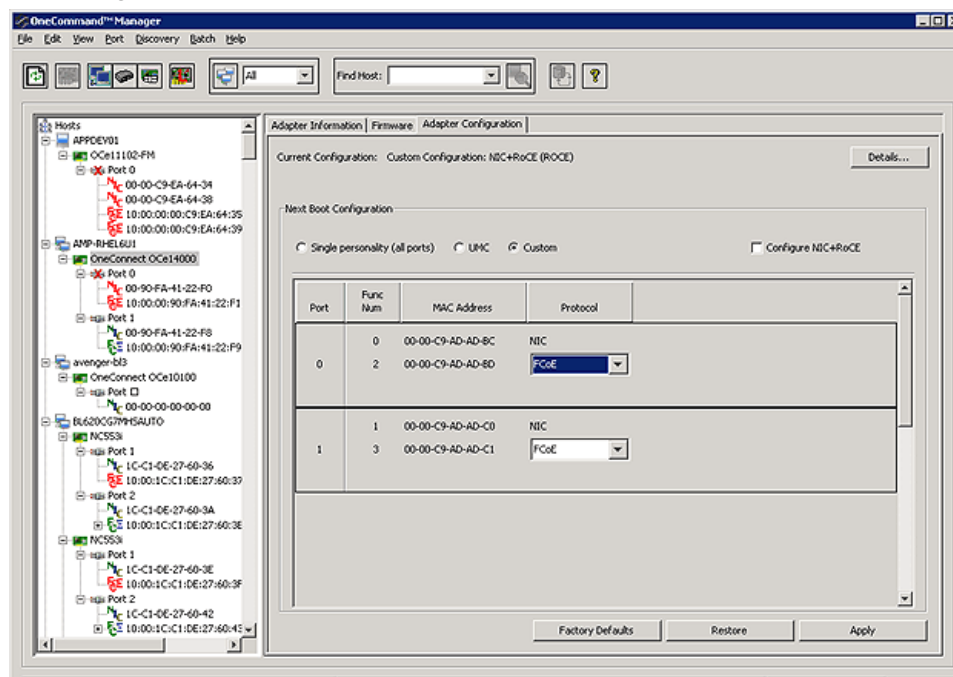 OneCommand™ Manager
File Edit View Port Discovery Batch Help
All
Find Host:
Hosts
APPDEV01
OCe11102-FM
Port 0
00-00-C9-EA-64-34
00-00-C9-EA-64-38
10:00:00:00:C9:EA:64:35
10:00:00:00:C9:EA:64:39
AMP-RHEL6U1
OneConnect OCe14000
Port 0
00-90-FA-41-22-F0
10:00:00:90:FA:41:22:F1
Port 1
00-90-FA-41-22-F8
10:00:00:90:FA:41:22:F9
avenger-bl3
OneConnect OCe10100
Port □
00-00-00-00-00-00
BL620CG7MHSAUTO
NC553i
Port 1
1C-C1-DE-27-60-36
10:00:1C:C1:DE:27:60:37
Port 2
1C-C1-DE-27-60-3A
10:00:1C:C1:DE:27:60:3E
NC553i
Port 1
1C-C1-DE-27-60-3E
10:00:1C:C1:DE:27:60:3F
Port 2
1C-C1-DE-27-60-42
10:00:1C:C1:DE:27:60:43
Adapter Information Firmware Adapter Configuration
Current Configuration: Custom Configuration: NIC+RoCE (ROCE)
Details...
Next Boot Configuration
Single personality (all ports) UMC Custom Configure NIC+RoCE
Port Func Num MAC Address Protocol
0 00-00-C9-AD-AD-BC NIC
0 2 00-00-C9-AD-AD-BD FCoE
1 00-00-C9-AD-AD-C0 NIC
1 3 00-00-C9-AD-AD-C1 FCoE
Factory Defaults Restore Apply